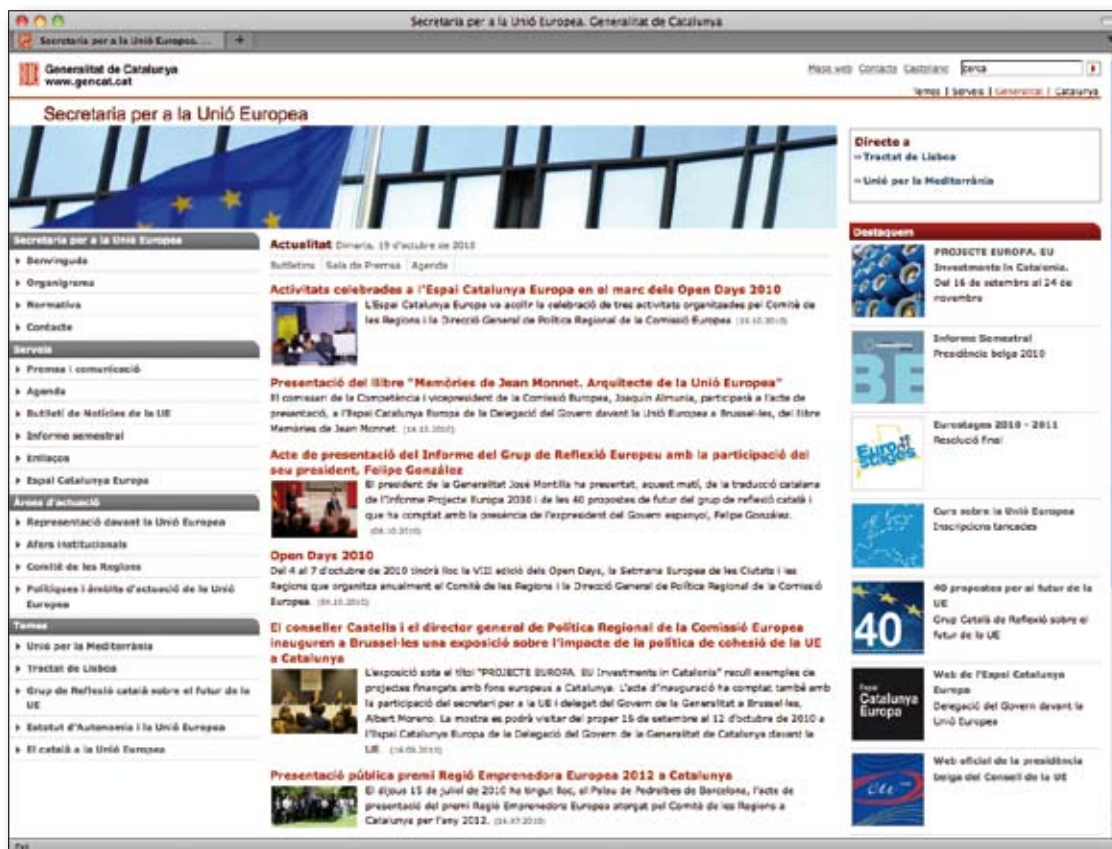 Secretaria per a la Unió Europea. Generalitat de Catalunya
Secretaria per a la Unió Europea. ...
+
Generalitat de Catalunya
www.gencat.cat
Mapa web Contacte Castellano cerca
Temes | Serveis | Generalitat | Catalunya
Secretaria per a la Unió Europea
Directe a
Tractat de Lisboa
Unió per la Mediterrània
Secretaria per a la Unió Europea
Benvinguda
Organigrama
Normativa
Contacte
Serveis
Premsa i comunicació
Agenda
Butlletí de Notícies de la UE
Informe semestral
Enllaços
Espai Catalunya Europa
Àrees d'actuació
Representació davant la Unió Europea
Afers institucionals
Comitè de les Regions
Polítiques i àmbits d'actuació de la Unió
Europea
Temes
Unió per la Mediterrània
Tractat de Lisboa
Grup de Reflexió català sobre el futur de la
UE
Estatut d'Autonomia i la Unió Europea
El català a la Unió Europea
Actualitat Dimarts, 19 d'octubre de 2010
Butlletins Sala de Premsa Agenda
Activitats celebrades a l'Espai Catalunya Europa en el marc dels Open Days 2010
L'Espai Catalunya Europa va acollir la celebració de tres activitats organitzades pel Comitè de
les Regions i la Direcció General de Política Regional de la Comissió Europea
Presentació del llibre "Memòries de Jean Monnet. Arquitecte de la Unió Europea"
El comissari de la Competència i vicepresident de la Comissió Europea, Joaquín Almunia, participarà a l'acte de
presentació, a l'Espai Catalunya Europa de la Delegació del Govern davant la Unió Europea a Brussel·les, del llibre
Memòries de Jean Monnet.
Acte de presentació del Informe del Grup de Reflexió Europeu amb la participació del
seu president, Felipe González
El president de la Generalitat José Montilla ha presentat, aquest matí, de la traducció catalana
de l'Informe Projecte Europa 2030 i de les 40 propostes de futur del grup de reflexió català i
que ha comptat amb la presència de l'expresident del Govern espanyol, Felipe González.
Open Days 2010
Del 4 al 7 d'octubre de 2010 tindrà lloc la VIII edició dels Open Days, la Setmana Europea de les Ciutats i les
Regions que organitza anualment el Comitè de les Regions i la Direcció General de Política Regional de la Comissió
Europea.
El conseller Castells i el director general de Política Regional de la Comissió Europea
inauguren a Brussel·les una exposició sobre l'impacte de la política de cohesió de la UE
a Catalunya
L'exposició sota el títol "PROJECTE EUROPA. EU Investments in Catalonia" recull exemples de
projectes finançats amb fons europeus a Catalunya. L'acte d'inauguració ha comptat també amb
la participació del secretari per a la UE i delegat del Govern de la Generalitat a Brussel·les,
Albert Moreno. La mostra es podrà visitar del proper 16 de setembre al 12 d'octubre de 2010 a
l'Espai Catalunya Europa de la Delegació del Govern de la Generalitat de Catalunya davant la
UE.
Presentació pública premi Regió Emprenedora Europea 2012 a Catalunya
El dijous 15 de juliol de 2010 ha tingut lloc, el Palau de Pedralbes de Barcelona, l'acte de
presentació del premi Regió Emprenedora Europea atorgat pel Comitè de les Regions a
Catalunya per l'any 2012.
Destaquem
PROJECTE EUROPA. EU
Investments in Catalonia.
Del 16 de setembre al 24 de
novembre
BE
Informe Semestral
Presidència belga 2010
Euro
stages
Eurostages 2010 - 2011
Resolució final
Curs sobre la Unió Europea
Inscripcions tancades
40
40 propostes per al futur de la
UE
Grup Català de Reflexió sobre el
futur de la UE
Espai
Catalunya
Europa
Web de l'Espai Catalunya
Europa
Delegació del Govern davant la
Unió Europea
eu
Web oficial de la presidència
belga del Consell de la UE